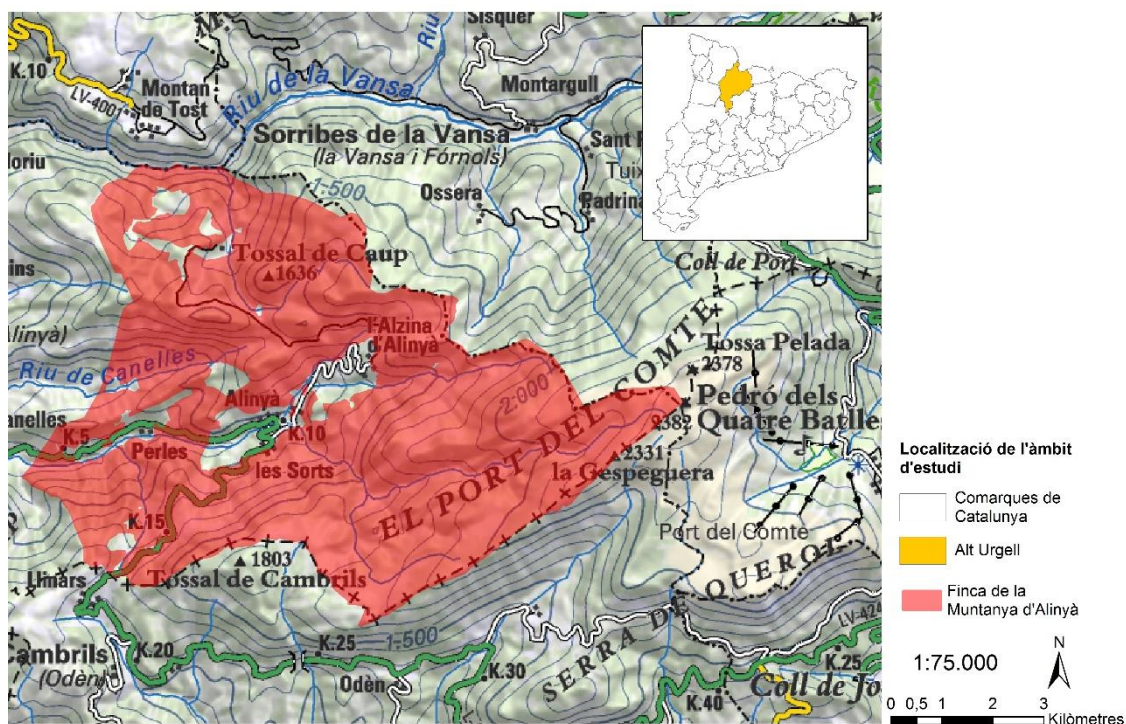 Sisquer
K.10
Montan
de Tost
LV-4001
Riu de la Vansa
Riu
Montargull
Sorribes de la Vansa
(la Vansa i Fórnols)
Sant
Tuix
Ossera
Padrina
1:500
Tossal de Caup
1636
Coll de Port
l'Alzina
d'Alinyà
Alinyà)
Riu de Canelles
Tossa Pelada
2378
2:000
Pedró dels
Quatre Batlles
2382
Alinyà
K.10
K.5
Perles
les Sorts
2331
la Gespeguera
EL PORT DEL COMTE
K.15
Port del Comte
1803
Tossal de Cambrils
Llinars
SERRA DE QUEROL
Cambrils
(Odèn)
K.20
K.25
1:500
Odèn
K.30
K.40
LV-424
K.25
Coll de Jo
Localització de l'àmbit
d'estudi
Comarques de
Catalunya
Alt Urgell
Finca de la
Muntanya d'Alinyà
N
1:75.000
0 0,5 1 2 3
Kilòmetres